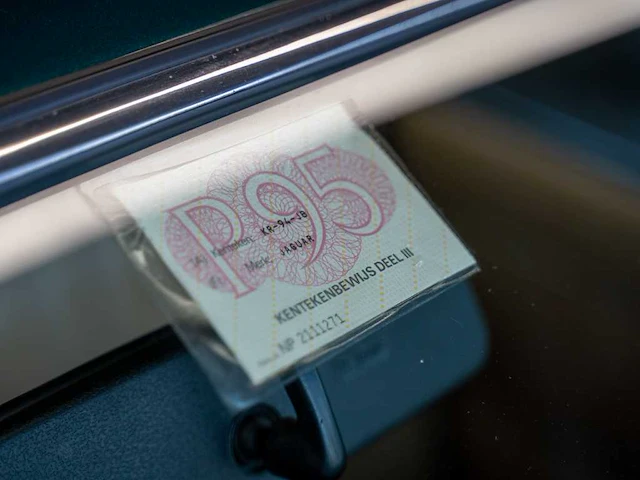 P95
(A) Kenteken: KR-94-JB
Merk: JAGUAR
KENTEKENBEWIJS DEEL III
NP 2111271